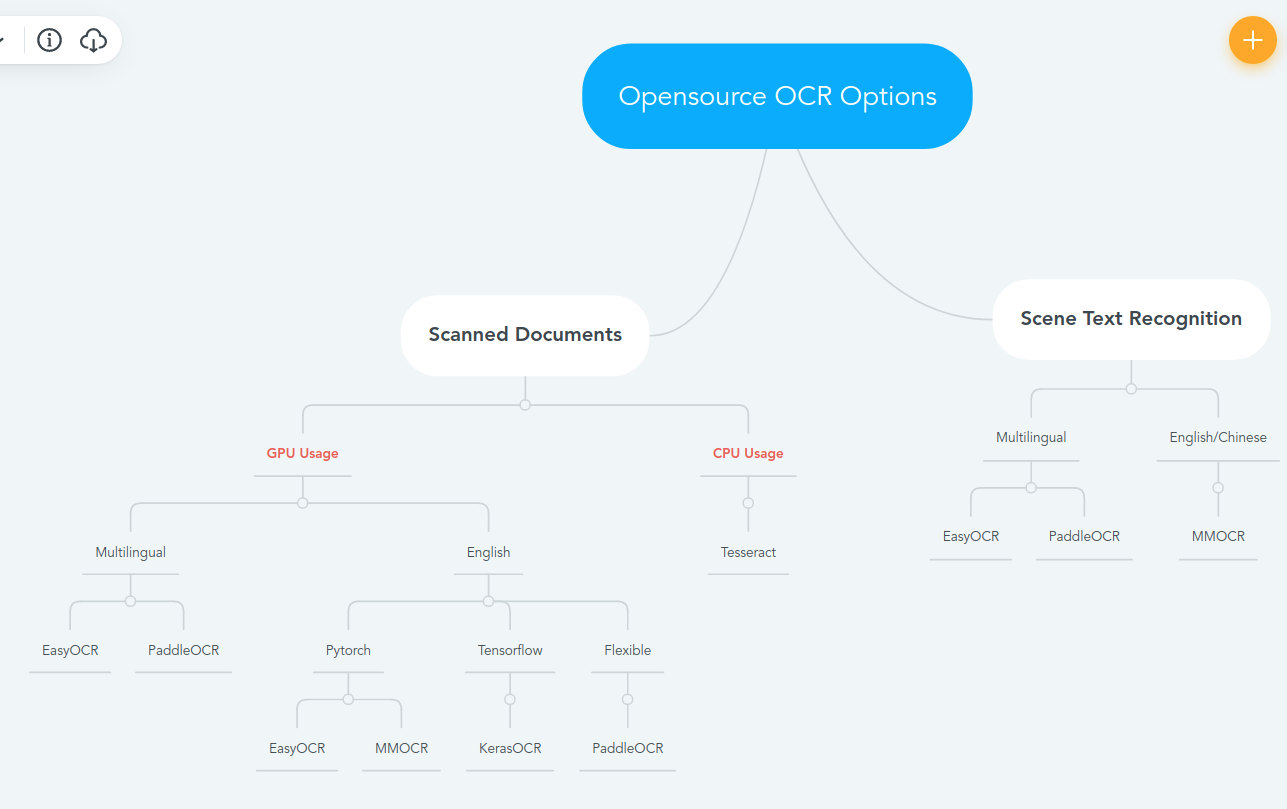 Opensource OCR Options
Scanned Documents
Scene Text Recognition
GPU Usage
CPU Usage
Multilingual
English/Chinese
Multilingual
English
Tesseract
EasyOCR
PaddleOCR
MMOCR
EasyOCR
PaddleOCR
Pytorch
Tensorflow
Flexible
EasyOCR
MMOCR
KerasOCR
PaddleOCR